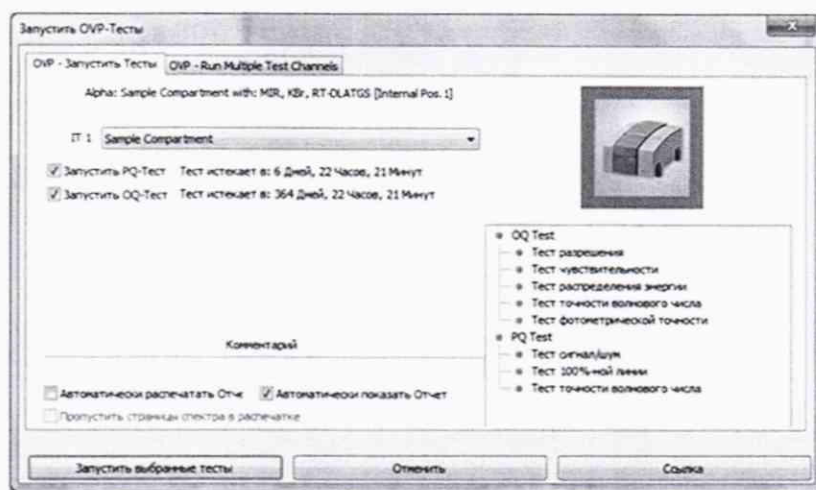 Запустить OVP-Тесты
OVP - Запустить Тесты
OVP - Run Multiple Test Channels
Alpha: Sample Compartment with: MIR, KBr, RT-DLATGS [Internal Pos. 1]
IT 1 Sample Compartment
Запустить PQ-Тест Тест истекает в: 6 Дней, 22 Часов, 21 Минут
Запустить OQ-Тест Тест истекает в: 364 Дней, 22 Часов, 21 Минут
OQ Test
Тест разрешения
Тест чувствительности
Тест распределения энергии
Тест точности волнового числа
Тест фотометрической точности
PQ Test
Тест сигнал/шум
Тест 100%-ной линии
Тест точности волнового числа
Комментарий
Автоматически распечатать Отче
Автоматически показать Отчет
Пропустить страницы спектра в распечатке
Запустить выбранные тесты
Отменить
Ссылка